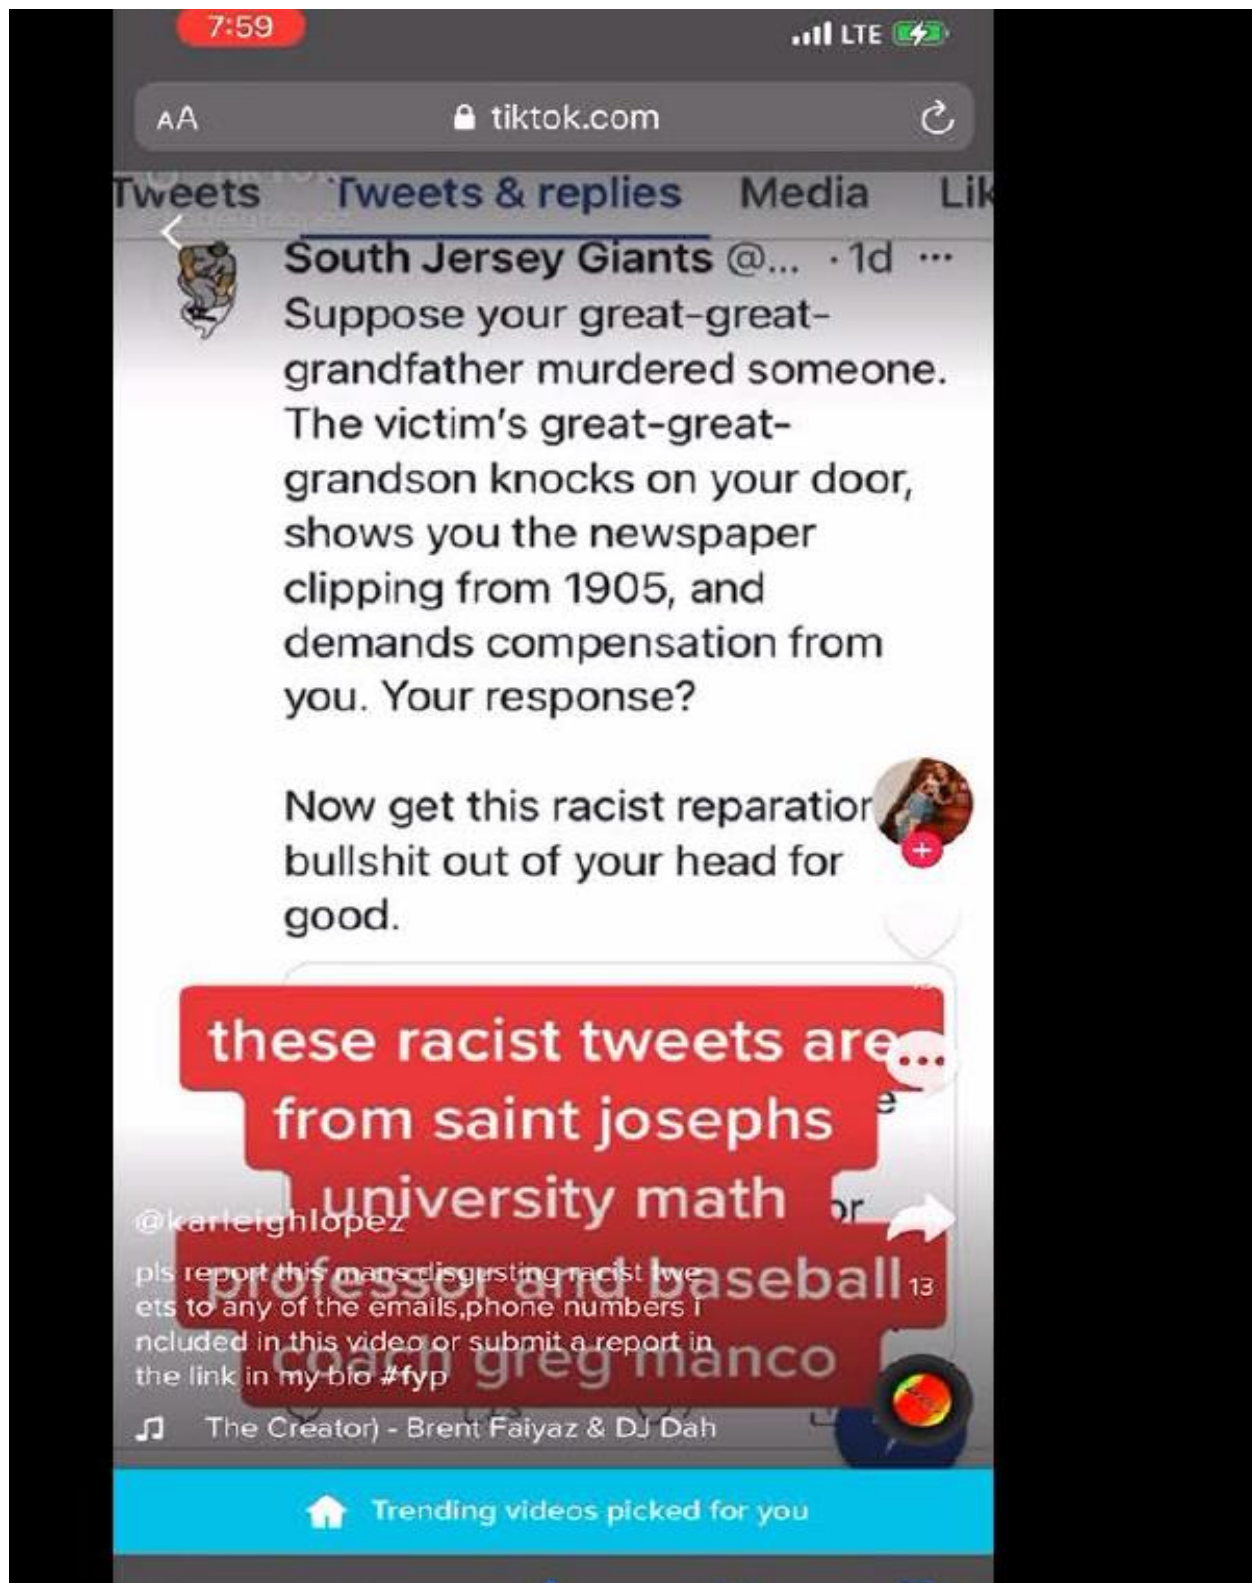 7:59
LTE
AA
tiktok.com
Tweets Tweets & replies Media Lik
South Jersey Giants @... · 1d ...
Suppose your great-great-
grandfather murdered someone.
The victim's great-great-
grandson knocks on your door,
shows you the newspaper
clipping from 1905, and
demands compensation from
you. Your response?
Now get this racist reparation
bullshit out of your head for
good.
these racist tweets are
from saint josephs
university math
professor and baseball
coach greg manco
e
or
13
@karleighlopez
pls report this mans disgusting racist twe
ets to any of the emails,phone numbers i
ncluded in this video or submit a report in
the link in my bio #fyp
The Creator) - Brent Faiyaz & DJ Dah
Trending videos picked for you